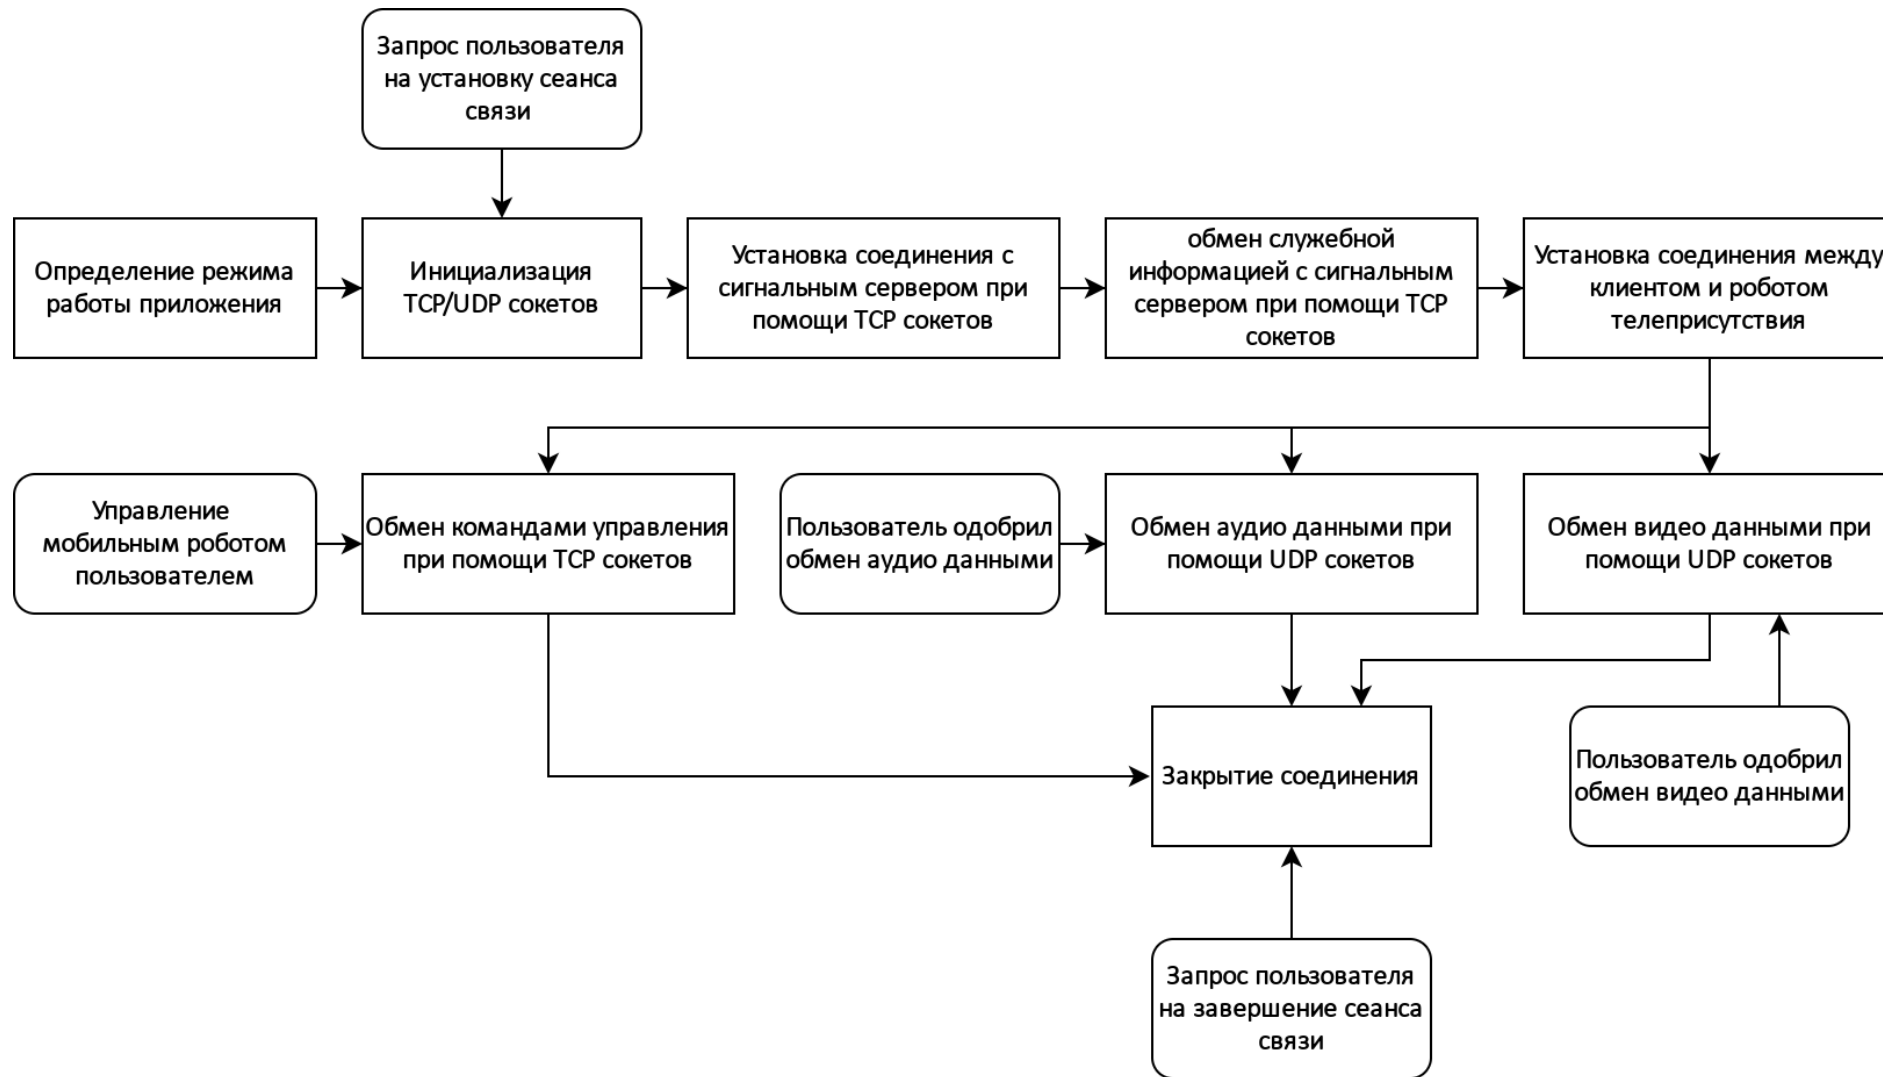 Запрос пользователя
на установку сеанса
связи
Определение режима
работы приложения
Инициализация
TCP/UDP сокетов
Установка соединения с
сигнальным сервером при
помощи TCP сокетов
обмен служебной
информацией с сигнальным
сервером при помощи TCP
сокетов
Установка соединения между
клиентом и роботом
телеприсутствия
Управление
мобильным роботом
пользователем
Обмен командами управления
при помощи TCP сокетов
Пользователь одобрил
обмен аудио данными
Обмен аудио данными при
помощи UDP сокетов
Обмен видео данными при
помощи UDP сокетов
Закрытие соединения
Пользователь одобрил
обмен видео данными
Запрос пользователя
на завершение сеанса
связи